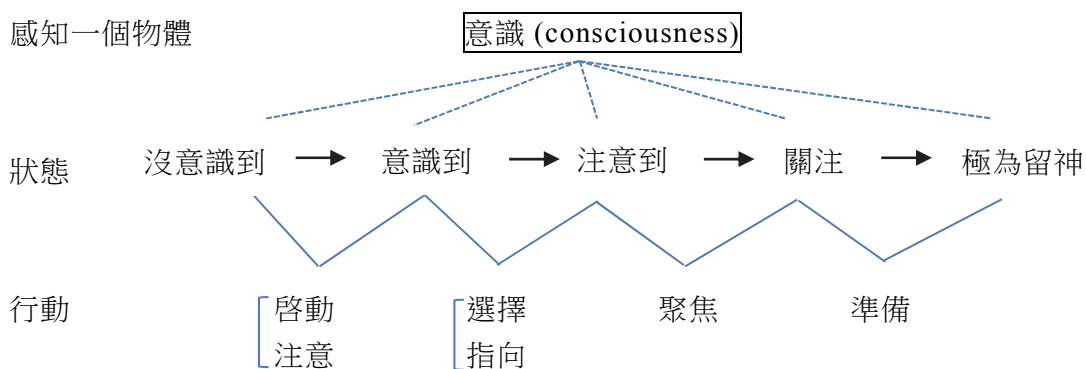 感知一個物體 意識 (consciousness)
狀態 沒意識到 意識到 注意到 關注 極為留神
行動 啓動 選擇 聚焦 準備
注意 指向